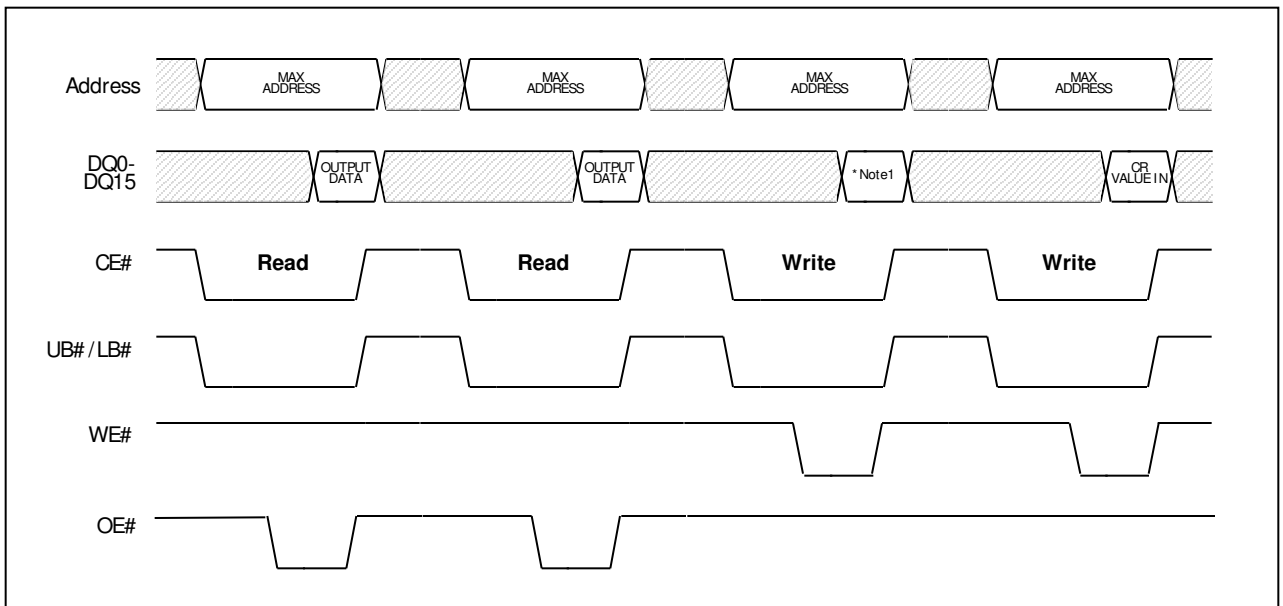 Address
MAX
ADDRESS
MAX
ADDRESS
MAX
ADDRESS
MAX
ADDRESS
DQ0-
DQ15
OUTPUT
DATA
OUTPUT
DATA
*Note1
CR
VALUE IN
CE#
Read
Read
Write
Write
UB# / LB#
WE#
OE#